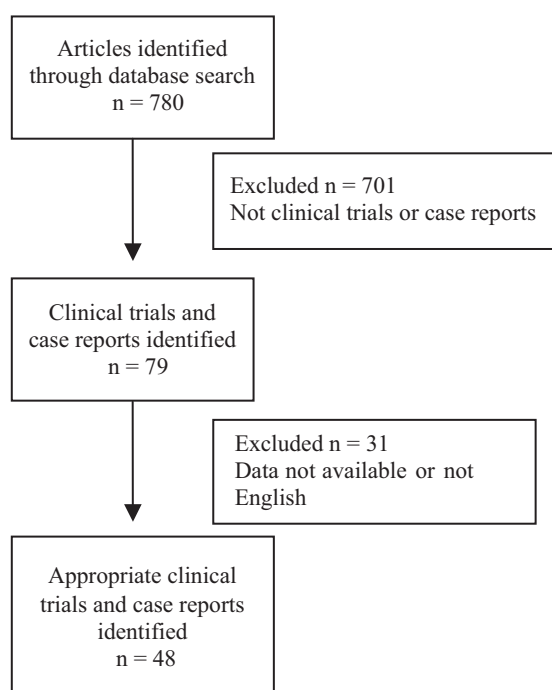 Articles identified
through database search
n = 780
Excluded n = 701
Not clinical trials or case reports
Clinical trials and
case reports identified
n = 79
Excluded n = 31
Data not available or not
English
Appropriate clinical
trials and case reports
identified
n = 48